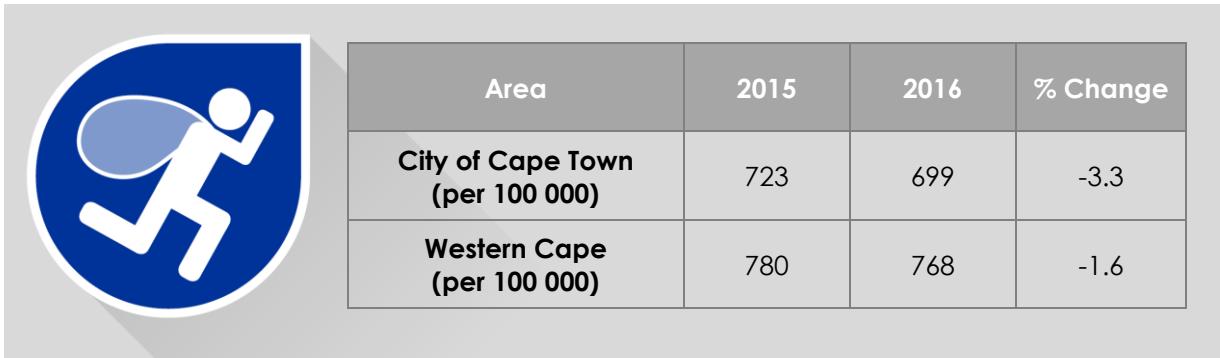 Area 2015 2016 % Change
City of Cape Town
(per 100 000) 723 699 -3.3
Western Cape
(per 100 000) 780 768 -1.6